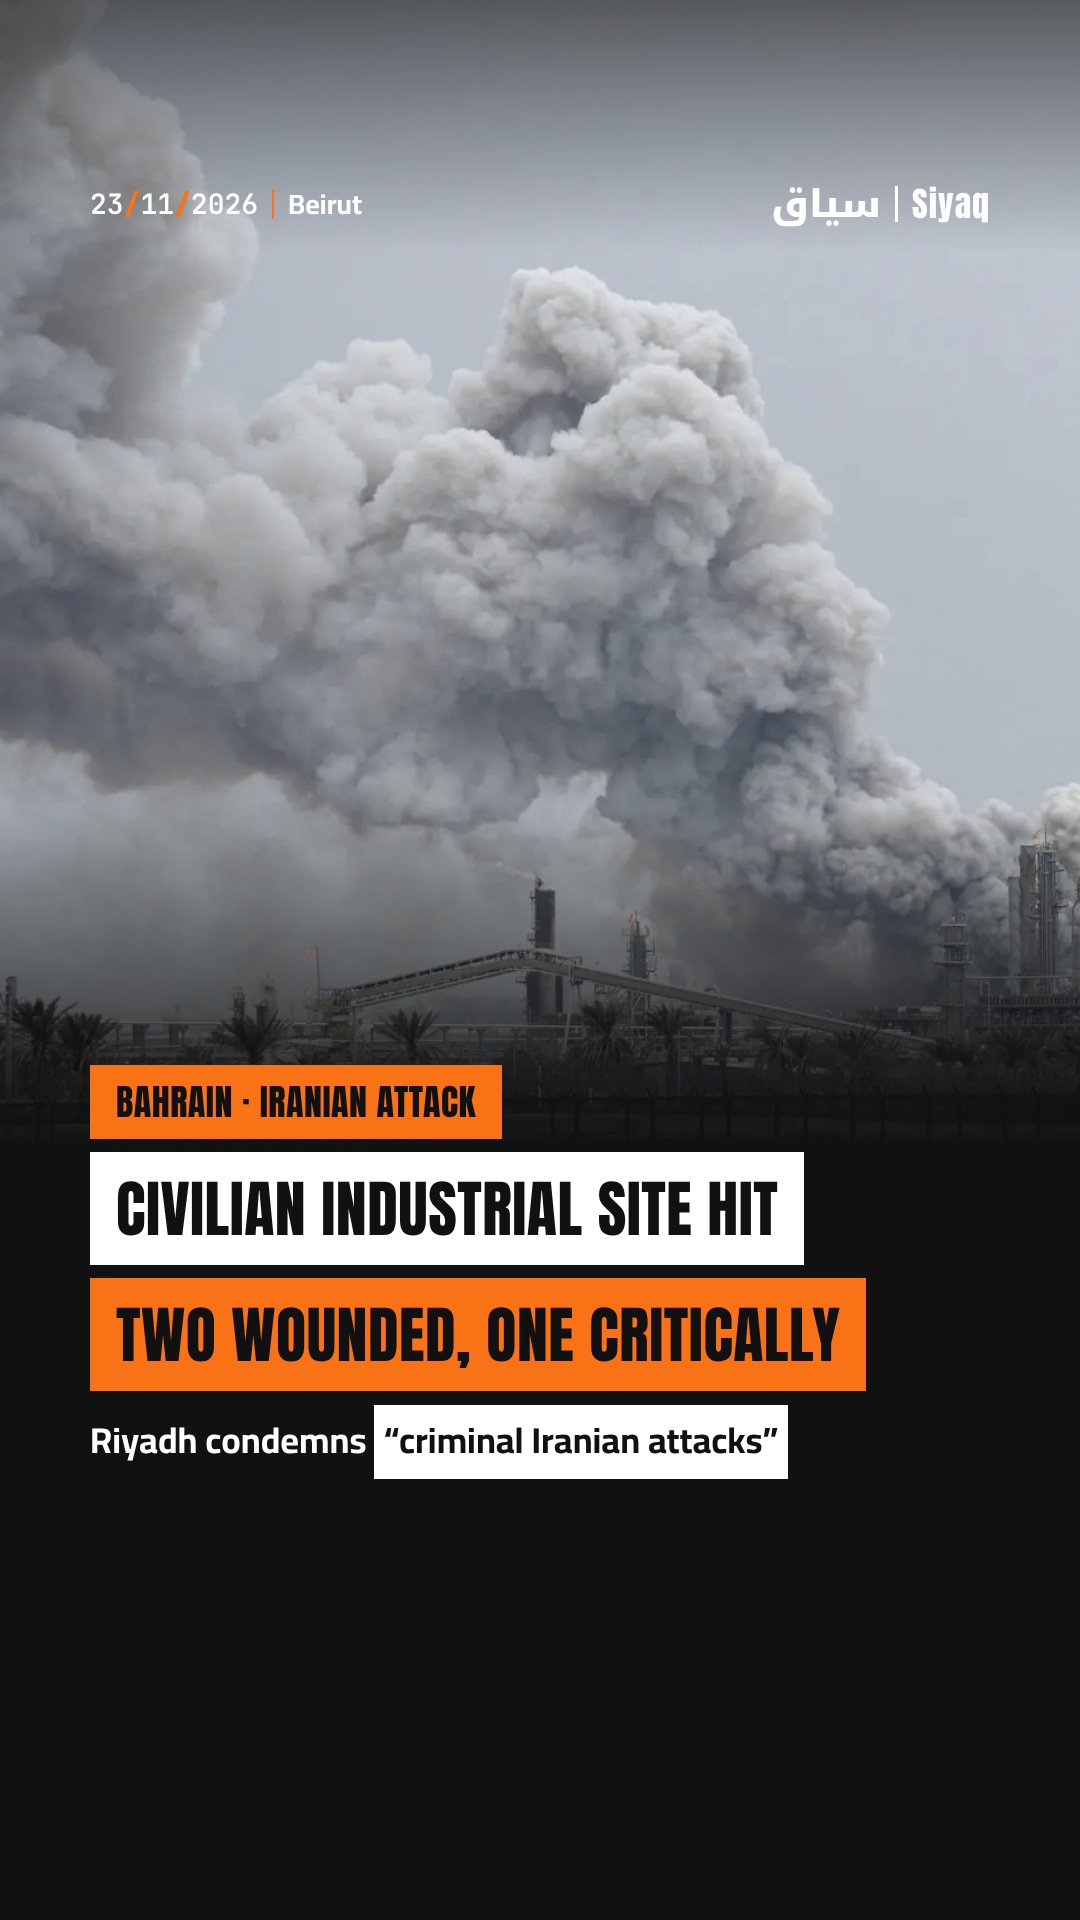 23/11/2026 | Beirut
سياق | Siyaq
BAHRAIN · IRANIAN ATTACK
CIVILIAN INDUSTRIAL SITE HIT
TWO WOUNDED, ONE CRITICALLY
Riyadh condemns “criminal Iranian attacks”